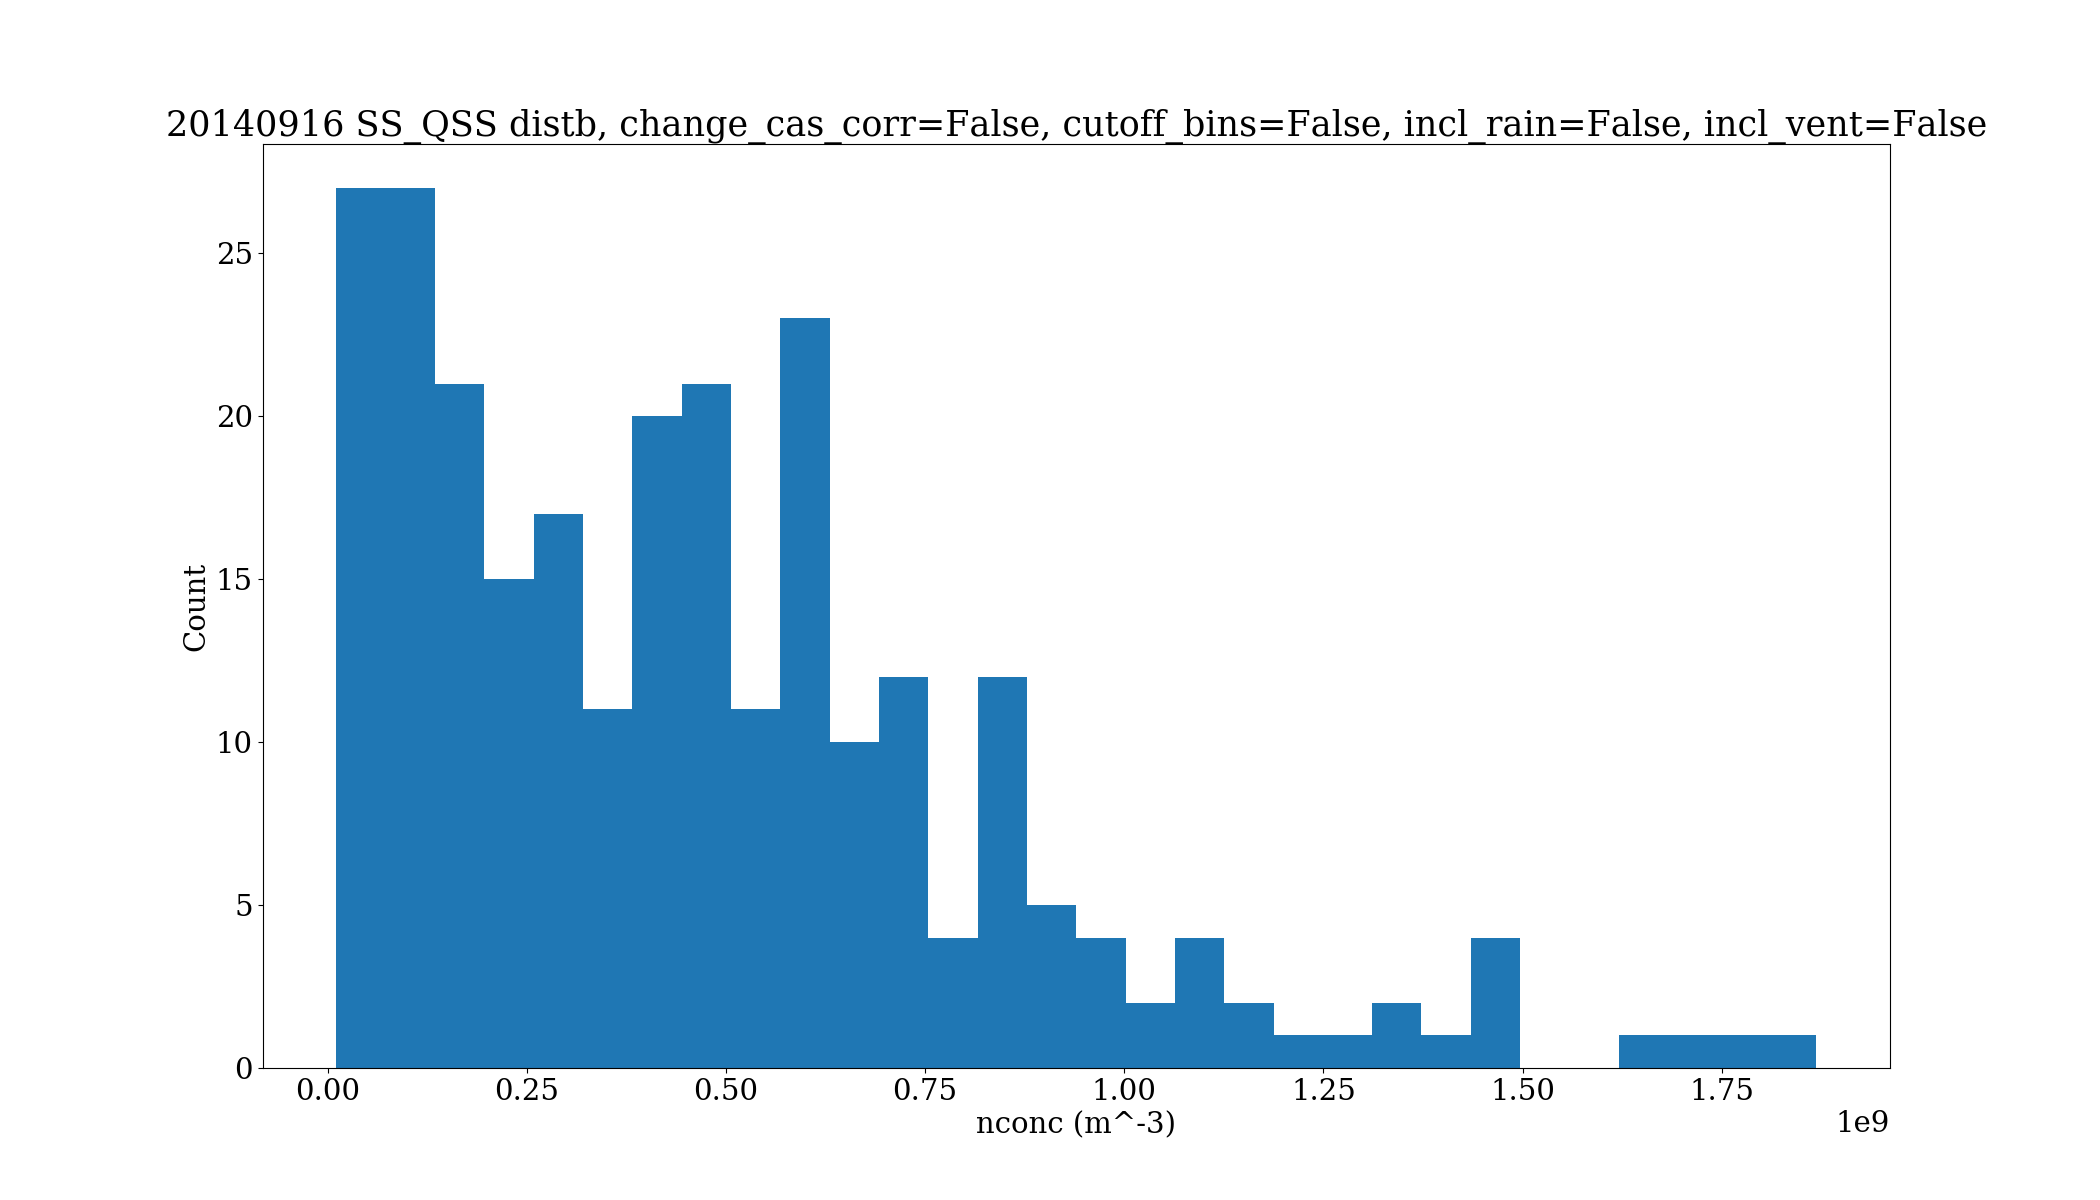 20140916 SS_QSS distb, change_cas_corr=False, cutoff_bins=False, incl_rain=False, incl_vent=False
25
20
15
10
5
0
Count
0.00 0.25 0.50 0.75 1.00 1.25 1.50 1.75
nconc (m^-3)
1e9